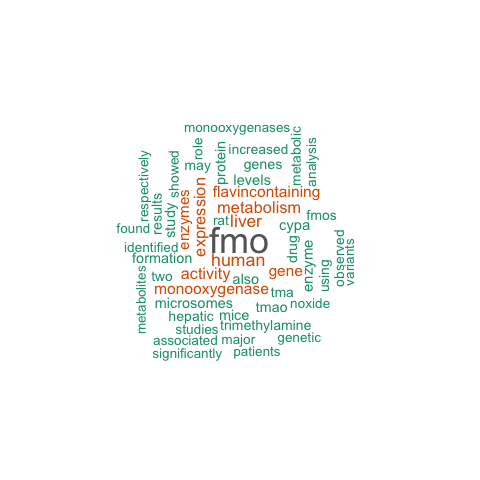 monooxygenases
role
protein
increased
metabolic
analysis
respectively
showed
may
genes
levels
results
study
enzymes
expression
flavincontaining
metabolism
rat
liver
fmos
cypa
found
fmo
identified
human
drug
enzyme
using
observed
variants
formation
two
activity
also
gene
metabolites
monooxygenase
tma
microsomes
tmao
noxide
hepatic
mice
studies
trimethylamine
associated
major
genetic
significantly
patients